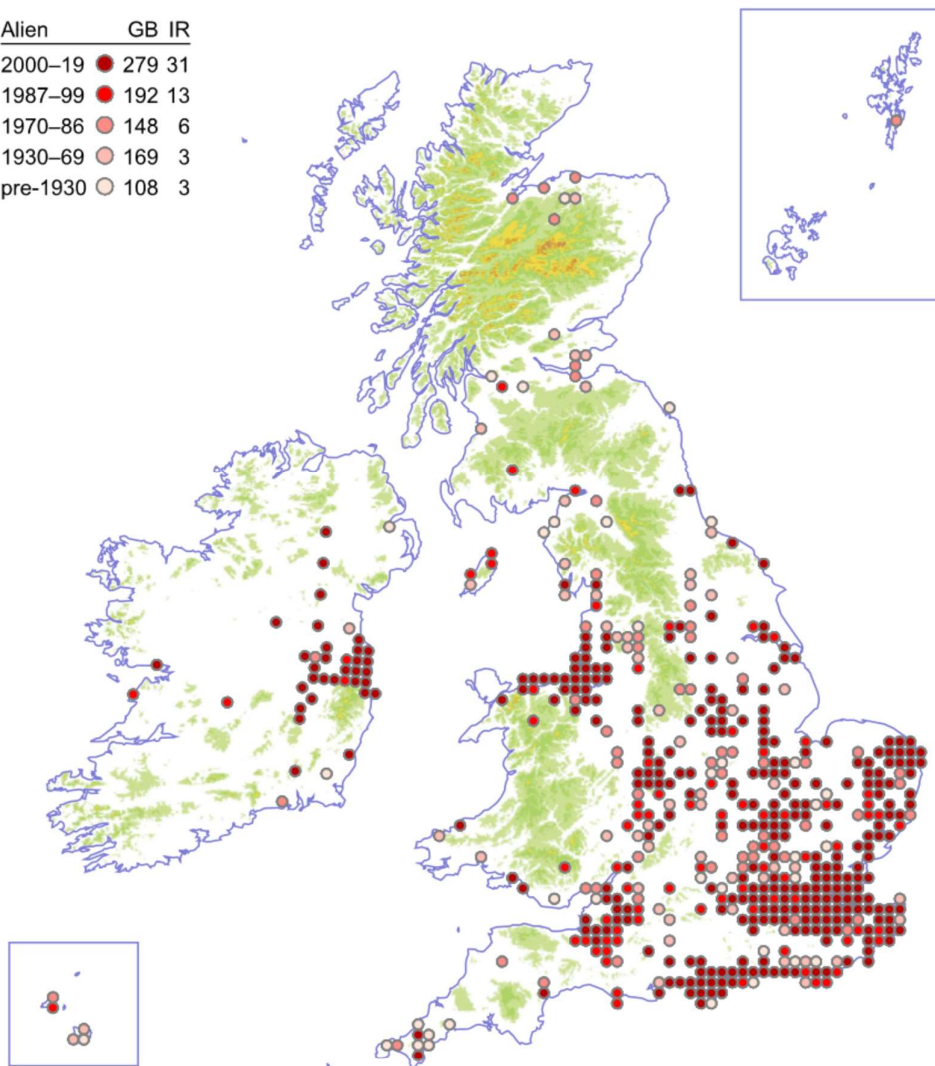 Alien GB IR
2000–19 279 31
1987–99 192 13
1970–86 148 6
1930–69 169 3
pre-1930 108 3